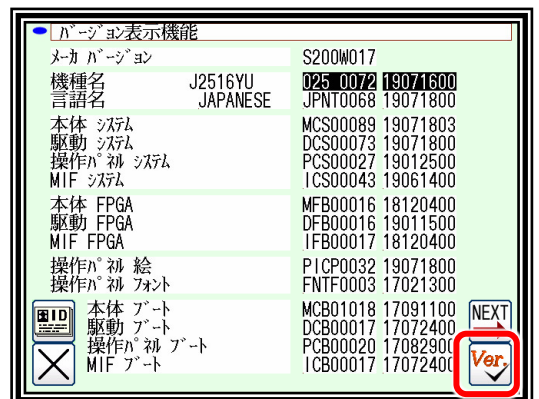 バージョン表示機能
メーカ バージョン S200W017
機種名 J2516YU 025 0072 19071600
言語名 JAPANESE JPNT0068 19071800
本体 システム MCS00089 19071803
駆動 システム DCS00073 19071800
操作パネル システム PCS00027 19012500
MIF システム ICS00043 19061400
本体 FPGA MFB00016 18120400
駆動 FPGA DFB00016 19011500
MIF FPGA IFB00017 18120400
操作パネル 絵 PICP0032 19071800
操作パネル フォント FNTF0003 17021300
ID 本体 ブート MCB01018 17091100 NEXT
駆動 ブート DCB00017 17072400
操作パネル ブート PCB00020 17082900 Ver.
MIF ブート ICB00017 17072400